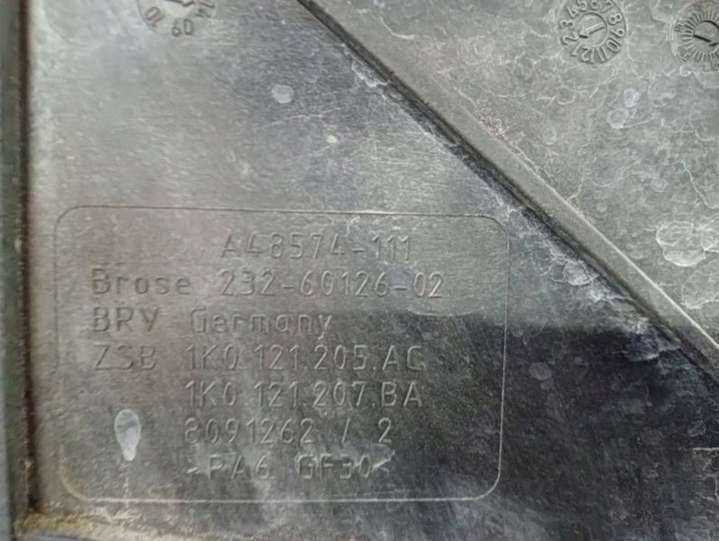 A48574-111
Brose 232-60126-02
BRV Germany
ZSB 1K0.121.205.AC
1K0.121.207.BA
8091262 / 2
>PA6 GF30<